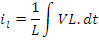 i_l = \frac{1}{L} \int VL.dt